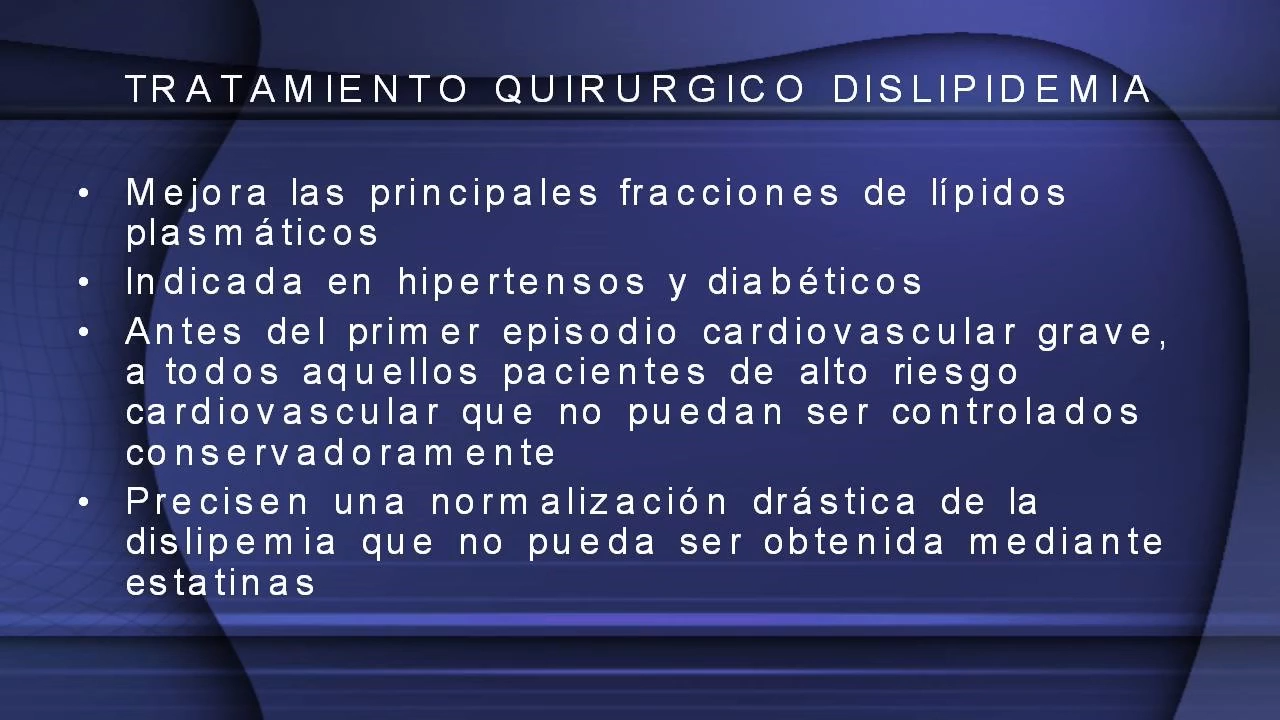 TRATAMIENTO QUIRURGICO DISLIPIDEMIA
• Mejora las principales fracciones de lípidos
plasmáticos
• Indicada en hipertensos y diabéticos
• Antes del primer episodio cardiovascular grave,
a todos aquellos pacientes de alto riesgo
cardiovascular que no puedan ser controlados
conservadoramente
• Precisen una normalización drástica de la
dislipemia que no pueda ser obtenida mediante
estatinas